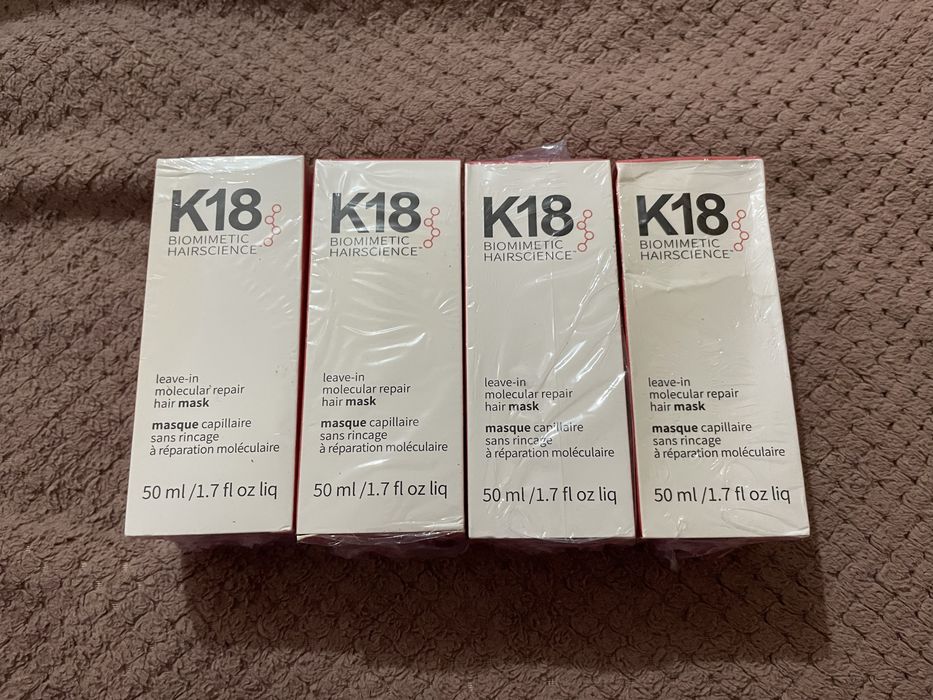 K18
BIOMIMETIC
HAIRSCIENCE™
leave-in
molecular repair
hair mask
masque capillaire
sans rincage
à réparation moléculaire
50 ml /1.7 fl oz liq
K18
BIOMIMETIC
HAIRSCIENCE™
leave-in
molecular repair
hair mask
masque capillaire
sans rincage
à réparation moléculaire
50 ml /1.7 fl oz liq
K18
BIOMIMETIC
HAIRSCIENCE™
leave-in
molecular repair
hair mask
masque capillaire
sans rincage
à réparation moléculaire
50 ml /1.7 fl oz liq
K18
BIOMIMETIC
HAIRSCIENCE™
leave-in
molecular repair
hair mask
masque capillaire
sans rincage
à réparation moléculaire
50 ml /1.7 fl oz liq